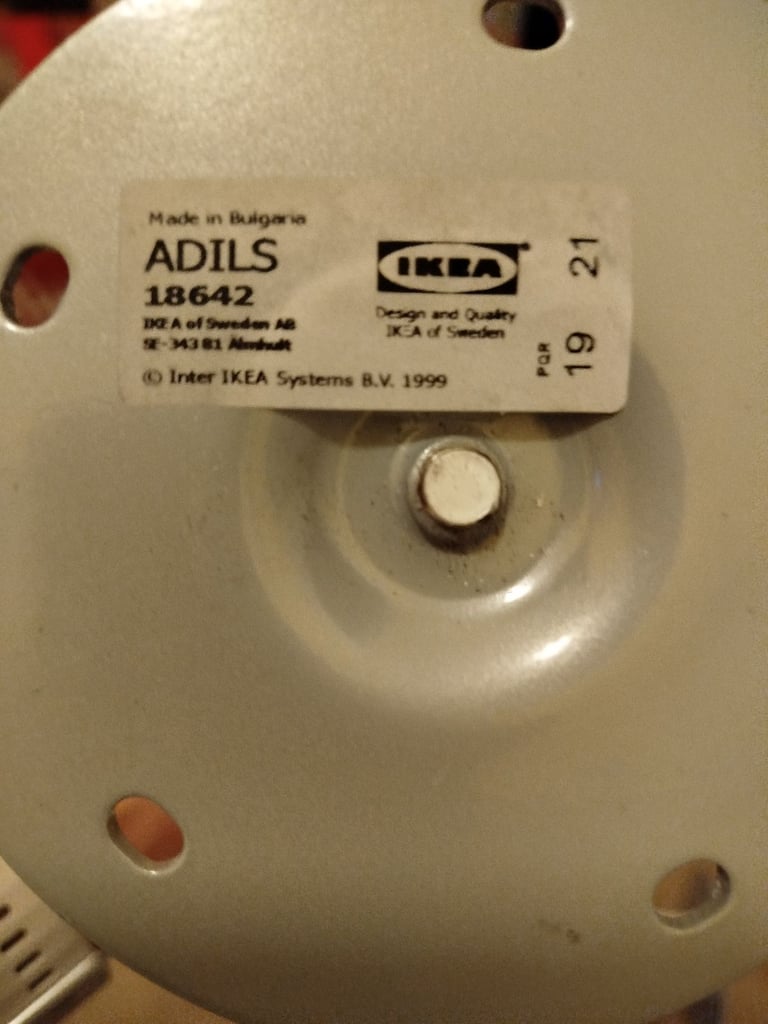 Made in Bulgaria
ADILS
18642
IKEA of Sweden AB
SE-343 81 Älmhult
© Inter IKEA Systems B.V. 1999
IKEA®
Design and Quality
IKEA of Sweden
PQR
19 21